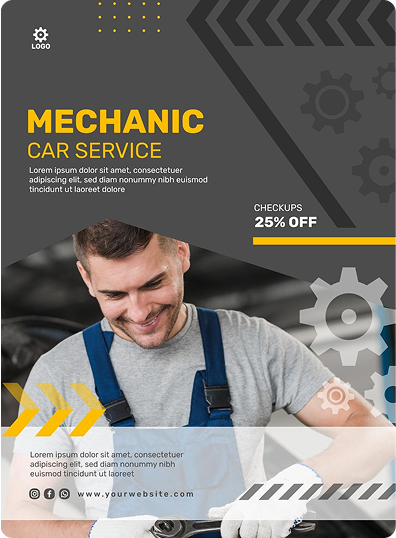 LOGO
MECHANIC
CAR SERVICE
Lorem ipsum dolor sit amet, consectetuer
adipiscing elit, sed diam nonummy nibh euismod
tincidunt ut laoreet dolore
CHECKUPS
25% OFF
Lorem ipsum dolor sit amet, consectetuer
adipiscing elit, sed diam nonummy nibh
euismod tincidunt ut laoreet
www.yourwebsite.com